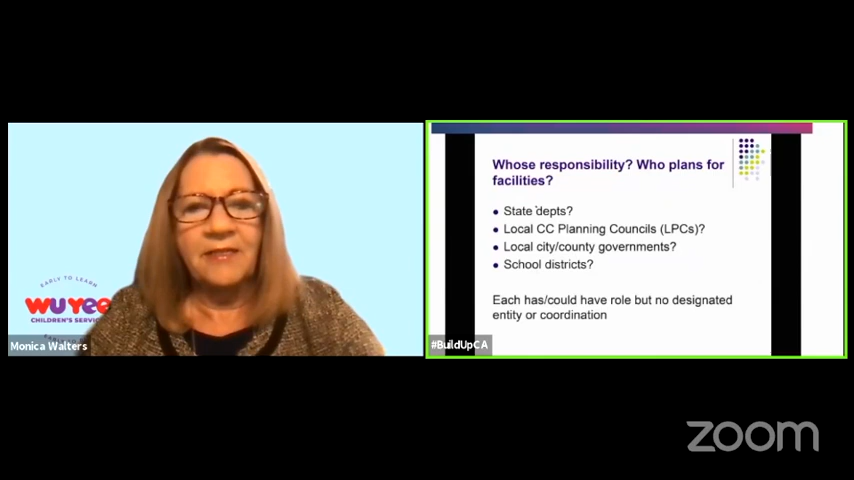 EARLY TO LEARN
WU YEE
CHILDREN'S SERVIC
Monica Walters
Whose responsibility? Who plans for
facilities?
• State depts?
• Local CC Planning Councils (LPCs)?
• Local city/county governments?
• School districts?
Each has/could have role but no designated
entity or coordination
#BuildUpCA
zoom